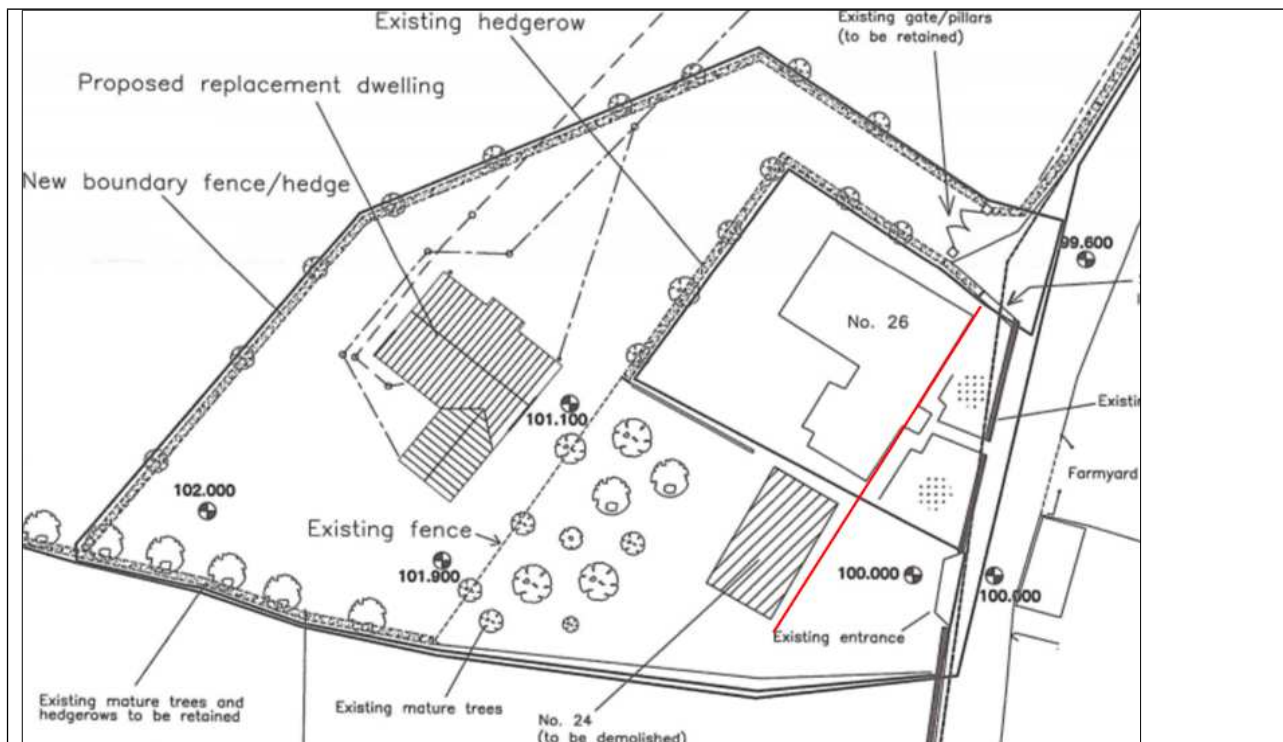 Existing gate/pillars
(to be retained)
Existing hedgerow
Proposed replacement dwelling
New boundary fence/hedge
99.600
No. 26
Existing
101.100
Farmyard
102.000
Existing fence
101.900
100.000
100.000
Existing entrance
Existing mature trees and
hedgerows to be retained
Existing mature trees
No. 24
(to be demolished)